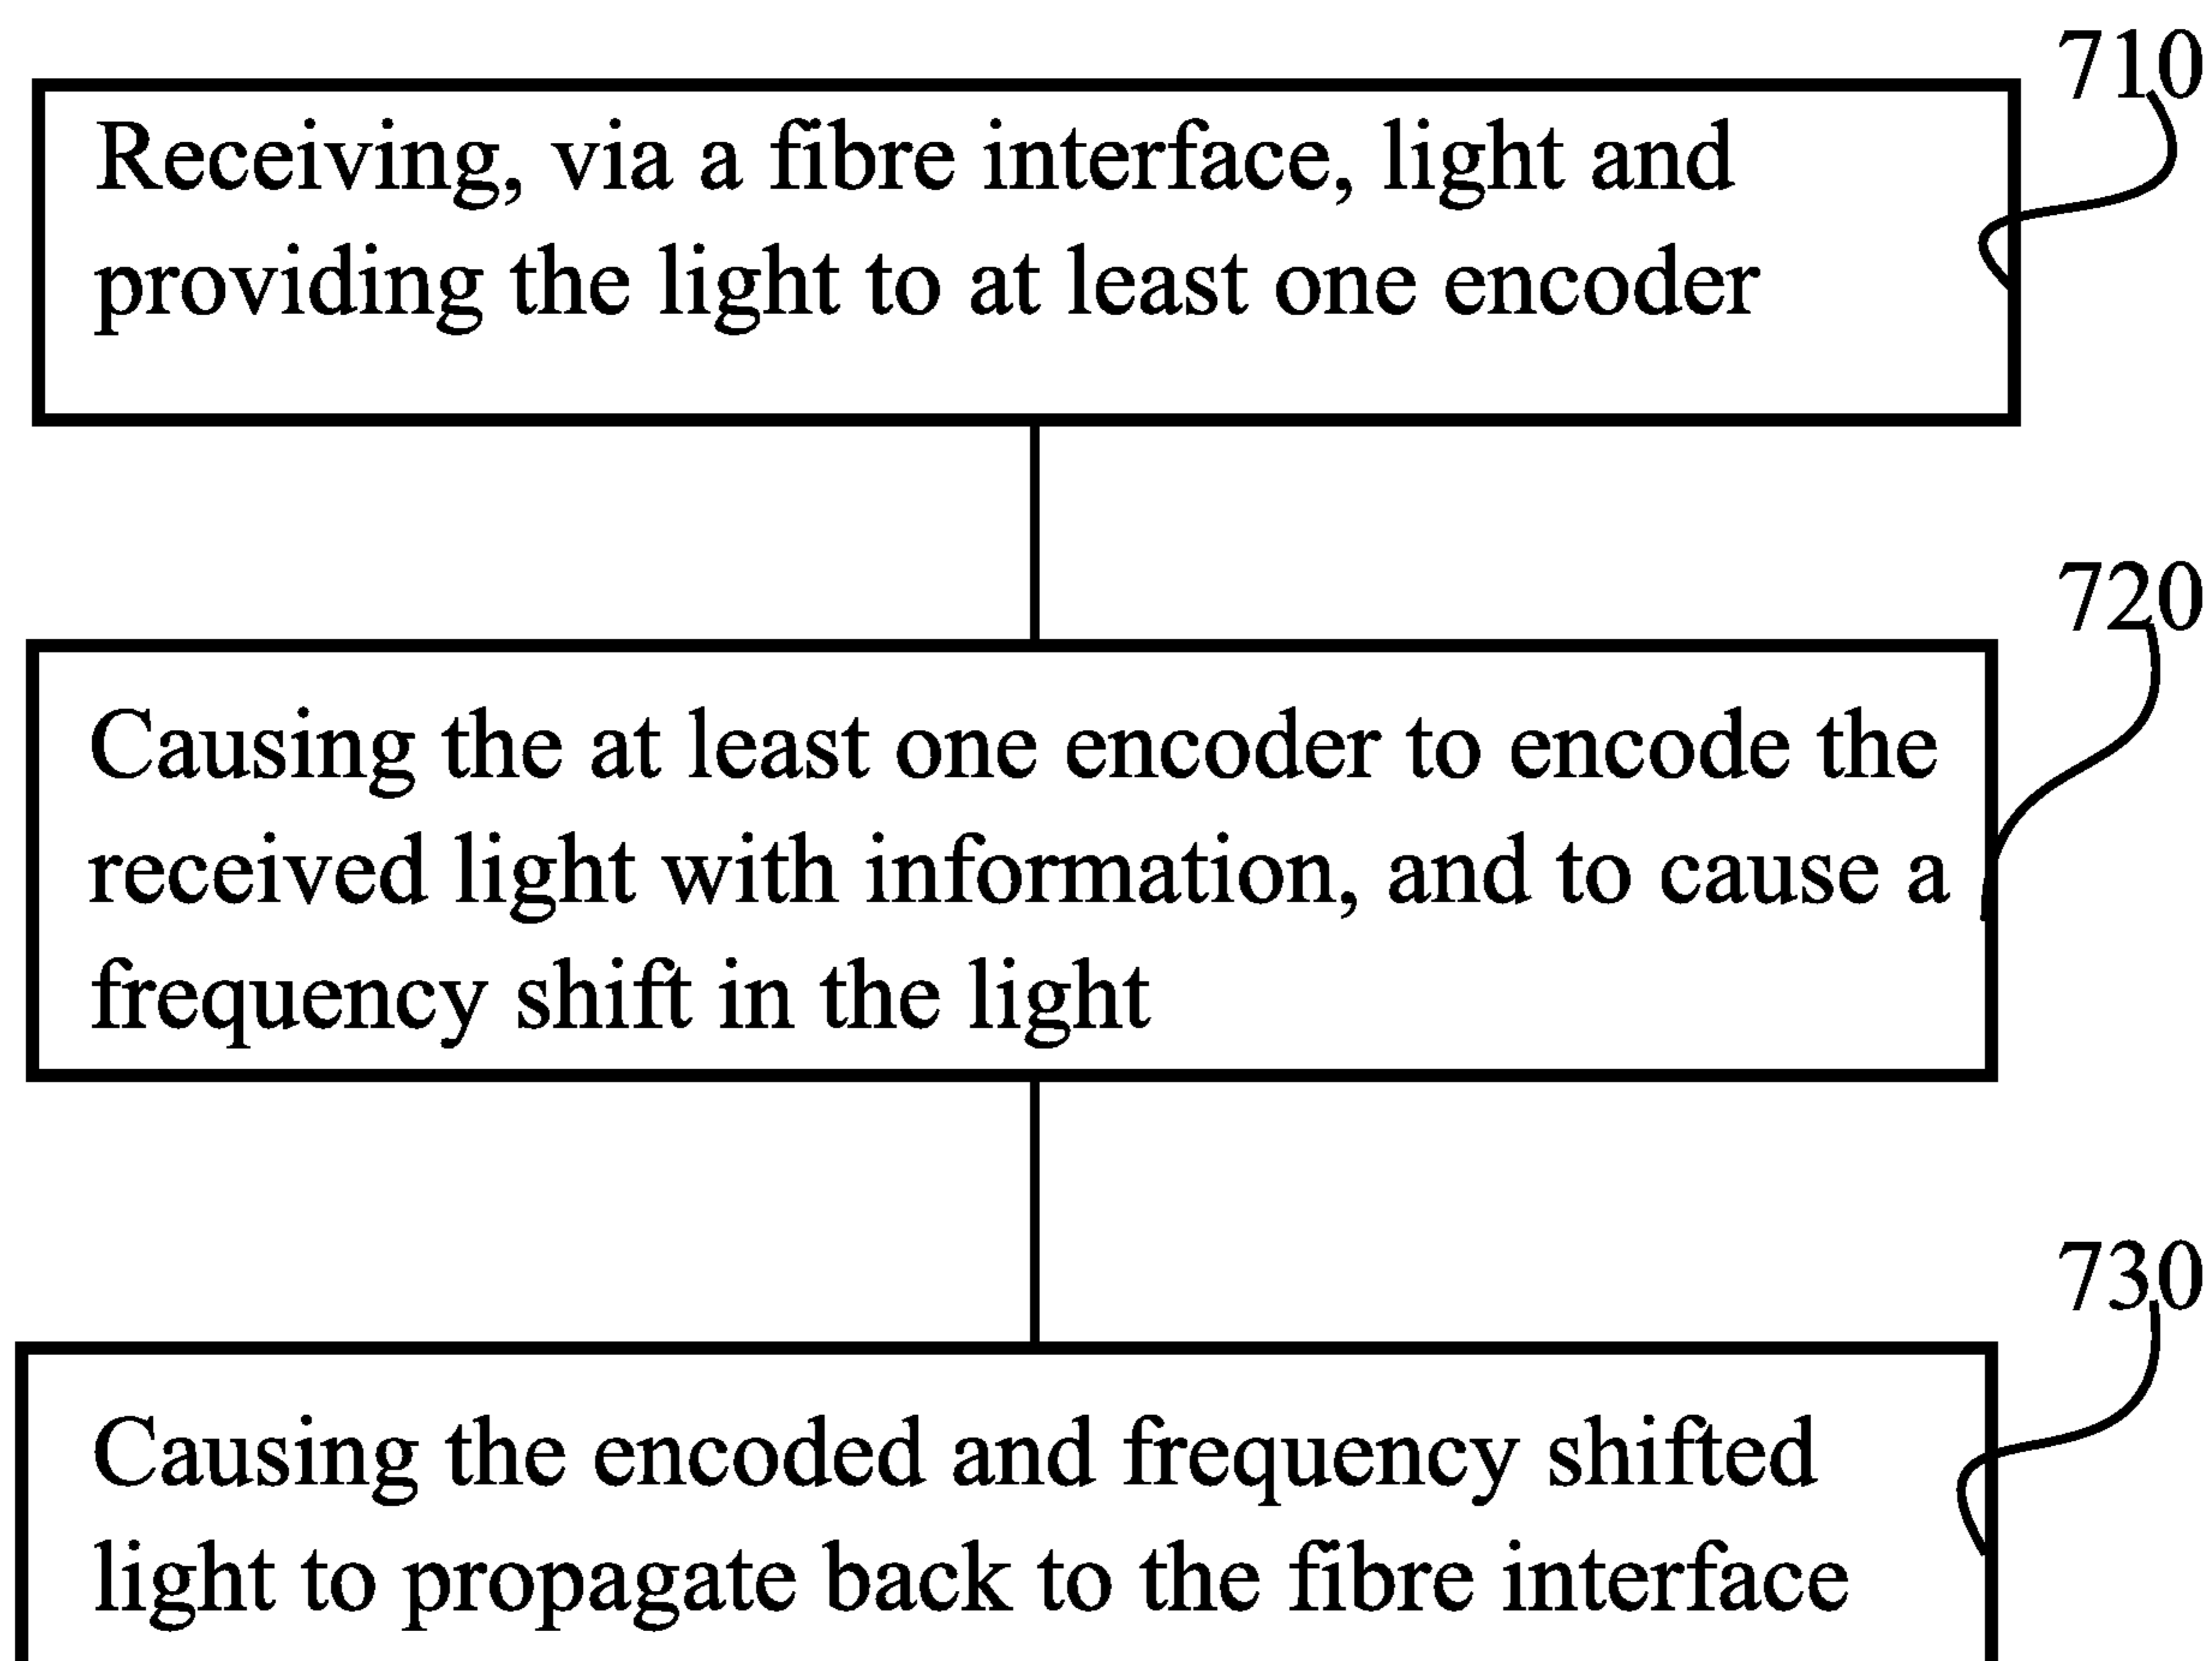 710
Receiving, via a fibre interface, light and
providing the light to at least one encoder
720
Causing the at least one encoder to encode the
received light with information, and to cause a
frequency shift in the light
730
Causing the encoded and frequency shifted
light to propagate back to the fibre interface